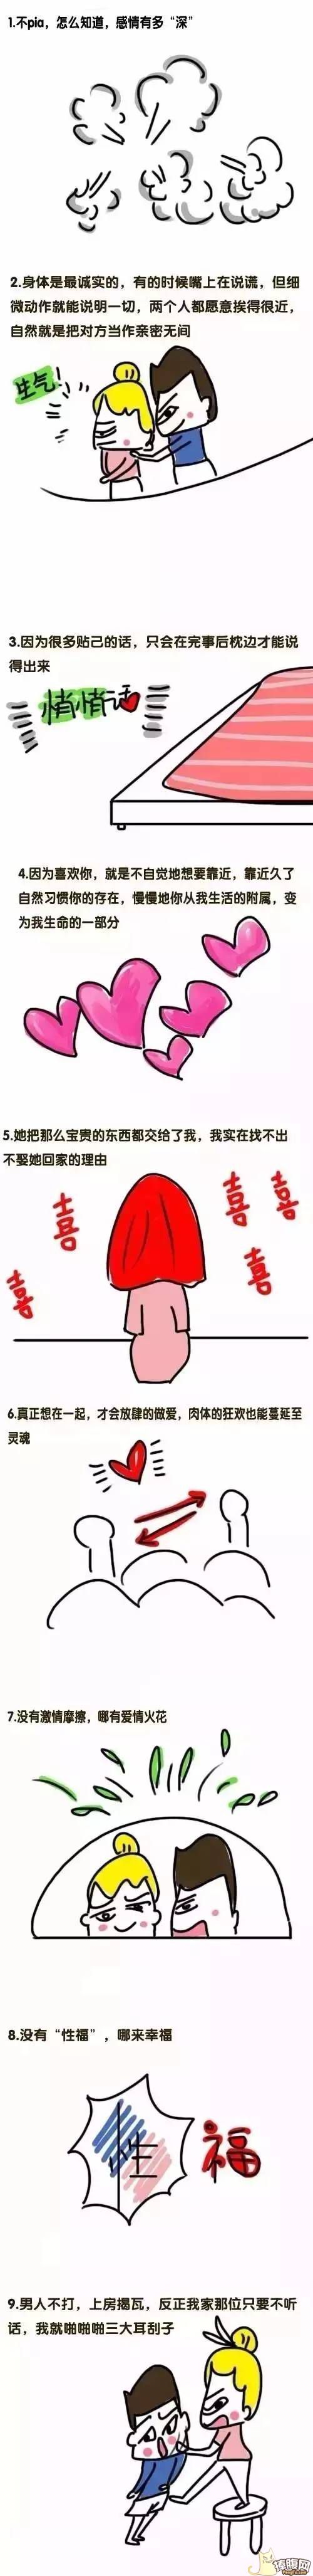 1.不pia，怎么知道，感情有多“深”
2.身体是最诚实的，有的时候嘴上在说谎，但细
微动作就能说明一切，两个人都愿意挨得很近，
自然就是把对方当作亲密无间
生气!
3.因为很多贴己的话，只会在完事后枕边才能说
得出来
悄悄话
4.因为喜欢你，就是不自觉地想要靠近，靠近久了
自然习惯你的存在，慢慢地你从我生活的附属，变
为我生命的一部分
5.她把那么宝贵的东西都交给了我，我实在找不出
不娶她回家的理由
喜
喜
喜
喜
喜
6.真正想在一起，才会放肆的做爱，肉体的狂欢也能蔓延至
灵魂
7.没有激情摩擦，哪有爱情火花
8.没有“性福”，哪来幸福
性 福
9.男人不打，上房揭瓦，反正我家那位只要不听
话，我就啪啪啪三大耳刮子
捧腹网